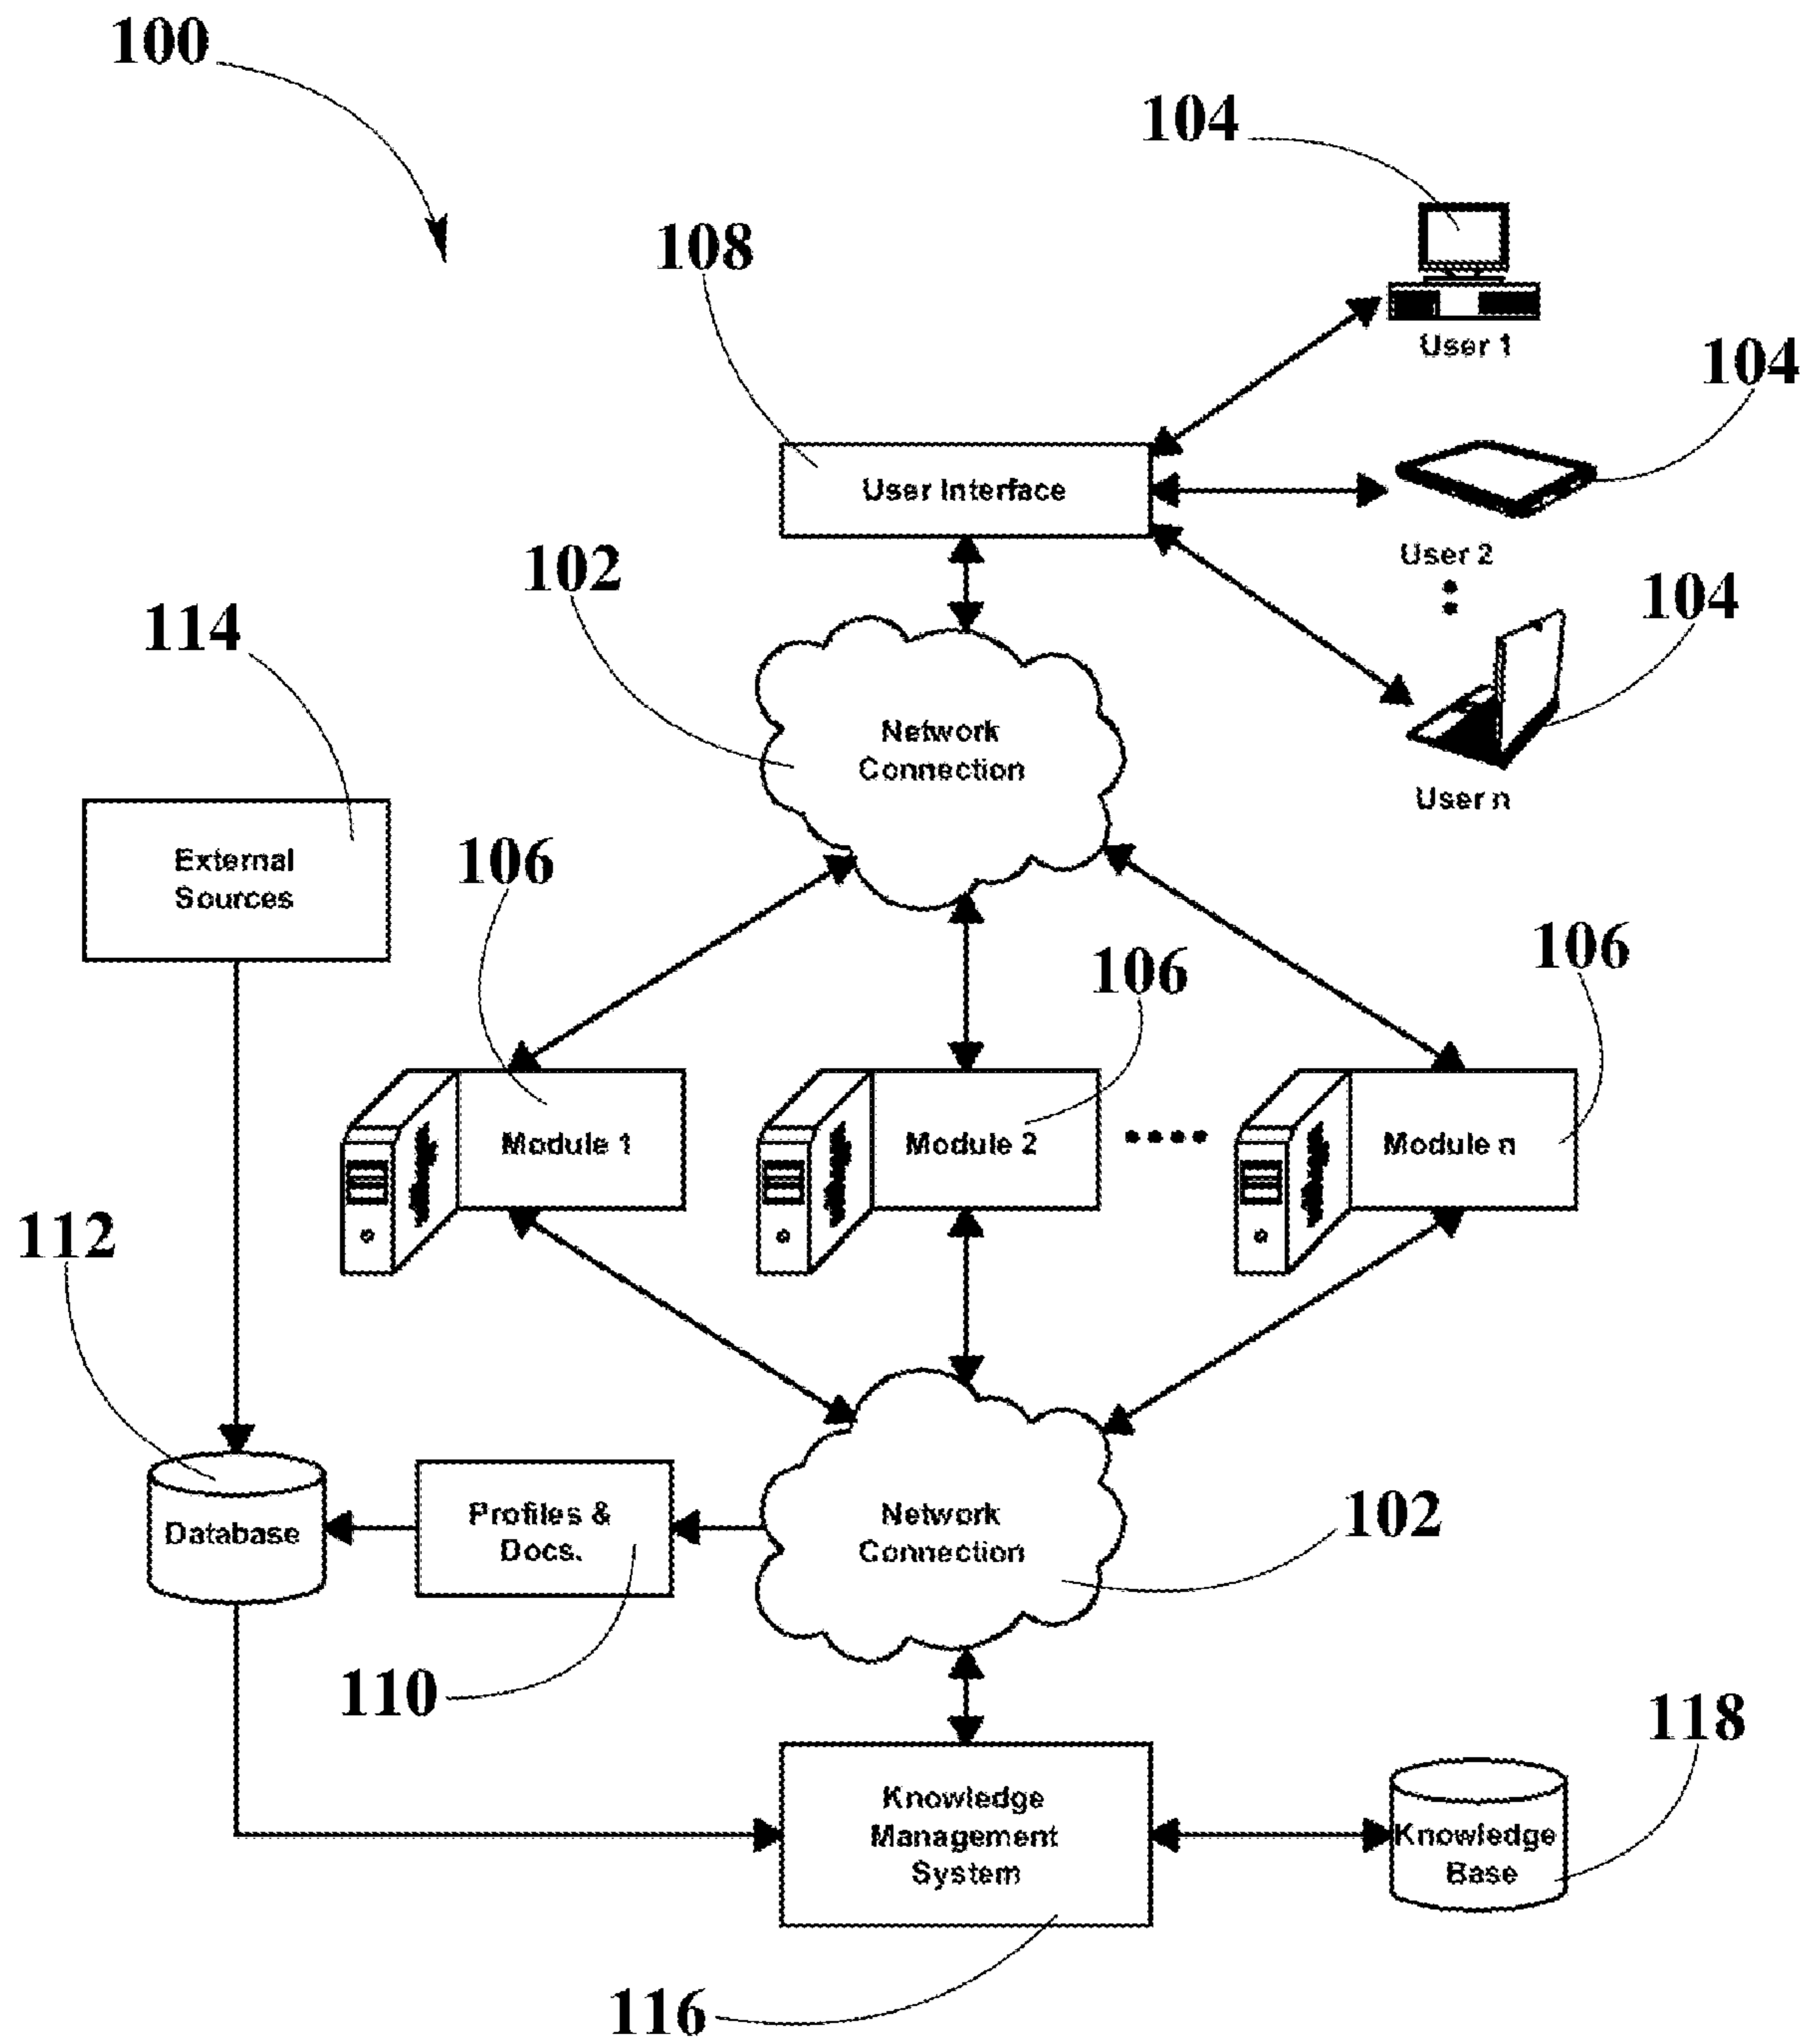 100
104
108
User 1
104
User Interface
User 2
102
104
114
Network
Connection
User n
External
Sources
106
106
106
Module 1
Module 2
Module n
112
Database
Profiles &
Docs.
Network
Connection
102
110
118
Knowledge
Management
System
Knowledge
Base
116